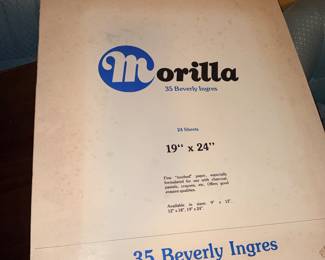 Morilla
35 Beverly Ingres
24 Sheets
19" x 24"
Fine "toothed" paper, especially
formulated for use with charcoal,
pastels, crayons, etc. Offers good
erasure qualities.
Available in sizes: 9" x 12",
12" x 18", 19" x 24".
35 Beverly Ingres